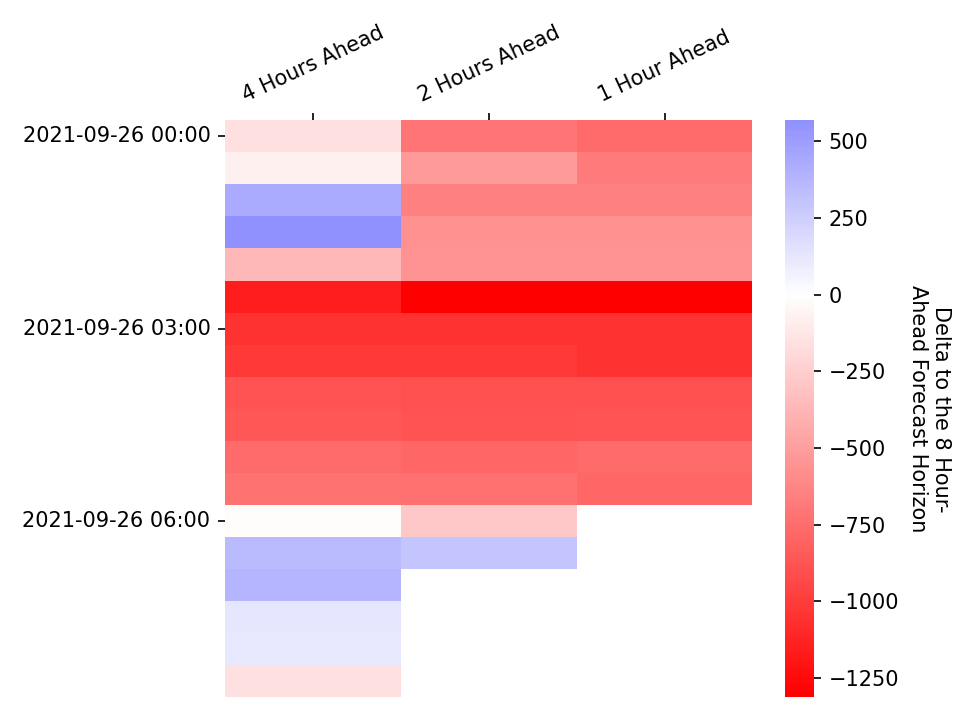 4 Hours Ahead
2 Hours Ahead
1 Hour Ahead
2021-09-26 00:00
2021-09-26 03:00
2021-09-26 06:00
500
250
0
−250
−500
−750
−1000
−1250
Delta to the 8 Hour-
Ahead Forecast Horizon